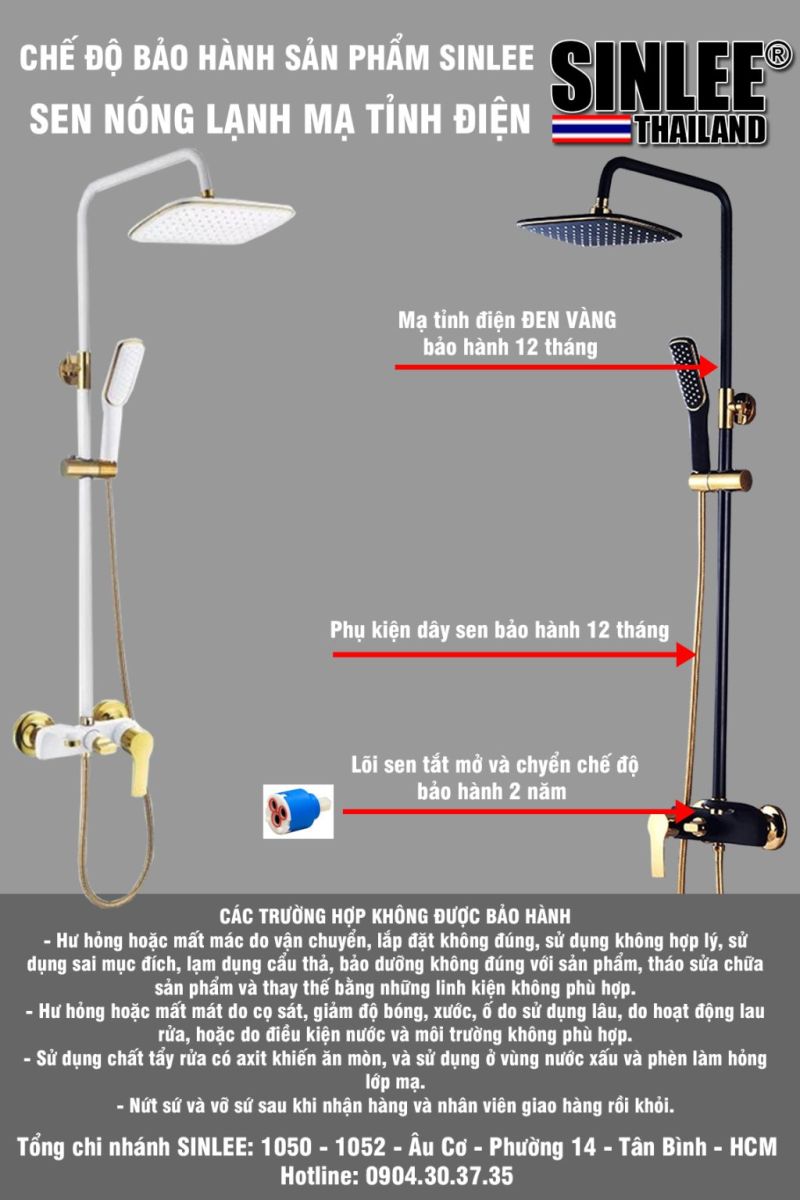 CHẾ ĐỘ BẢO HÀNH SẢN PHẨM SINLEE
SEN NÓNG LẠNH MẠ TỈNH ĐIỆN
SINLEE®
THAILAND
Mạ tỉnh điện ĐEN VÀNG
bảo hành 12 tháng
Phụ kiện dây sen bảo hành 12 tháng
Lõi sen tắt mở và chyển chế độ
bảo hành 2 năm
CÁC TRƯỜNG HỢP KHÔNG ĐƯỢC BẢO HÀNH
- Hư hỏng hoặc mất mác do vận chuyển, lắp đặt không đúng, sử dụng không hợp lý, sử
dụng sai mục đích, lạm dụng cẩu thả, bảo dưỡng không đúng với sản phẩm, tháo sửa chữa
sản phẩm và thay thế bằng những linh kiện không phù hợp.
- Hư hỏng hoặc mất mát do cọ sát, giảm độ bóng, xước, ố do sử dụng lâu, do hoạt động lau
rửa, hoặc do điều kiện nước và môi trường không phù hợp.
- Sử dụng chất tẩy rửa có axit khiến ăn mòn, và sử dụng ở vùng nước xấu và phèn làm hỏng
lớp mạ.
- Nứt sứ và vỡ sứ sau khi nhận hàng và nhân viên giao hàng rồi khỏi.
Tổng chi nhánh SINLEE: 1050 - 1052 - Âu Cơ - Phường 14 - Tân Bình - HCM
Hotline: 0904.30.37.35